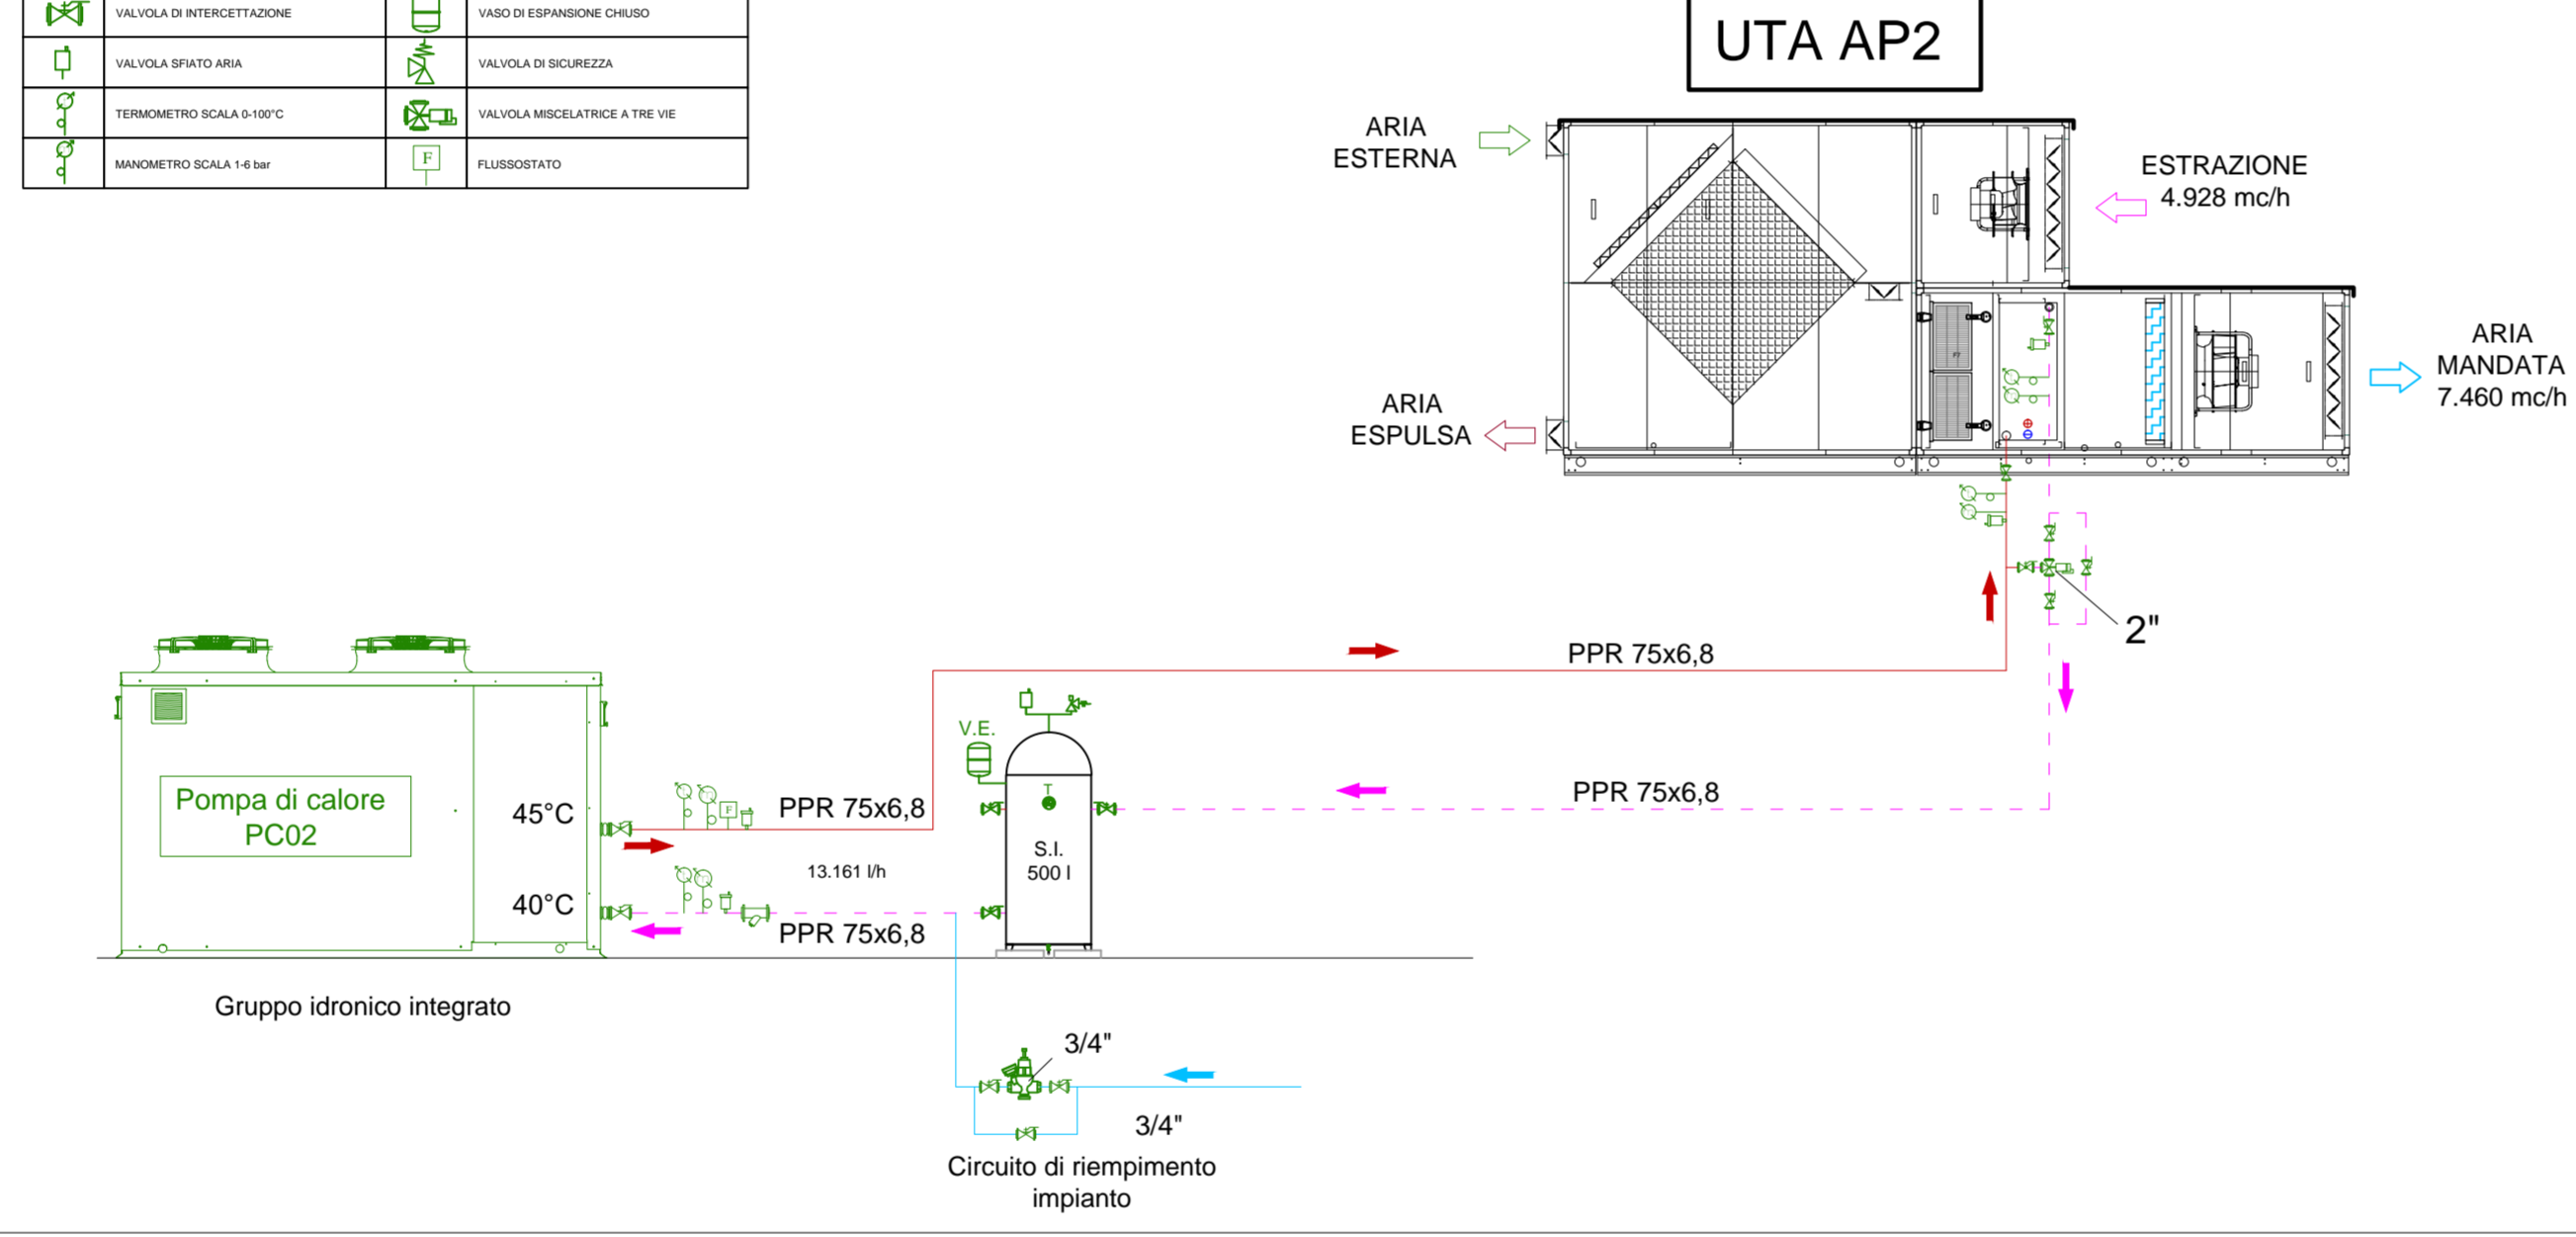 VALVOLA DI INTERCETTAZIONE
VASO DI ESPANSIONE CHIUSO
VALVOLA SFIATO ARIA
VALVOLA DI SICUREZZA
TERMOMETRO SCALA 0-100°C
VALVOLA MISCELATRICE A TRE VIE
MANOMETRO SCALA 1-6 bar
F
FLUSSOSTATO
UTA AP2
ARIA
ESTERNA
ESTRAZIONE
4.928 mc/h
F7
ARIA
MANDATA
7.460 mc/h
ARIA
ESPULSA
2"
PPR 75x6,8
PPR 75x6,8
V.E.
T
S.I.
500 l
Pompa di calore
PC02
45°C
F
PPR 75x6,8
13.161 l/h
40°C
PPR 75x6,8
Gruppo idronico integrato
3/4"
3/4"
Circuito di riempimento
impianto